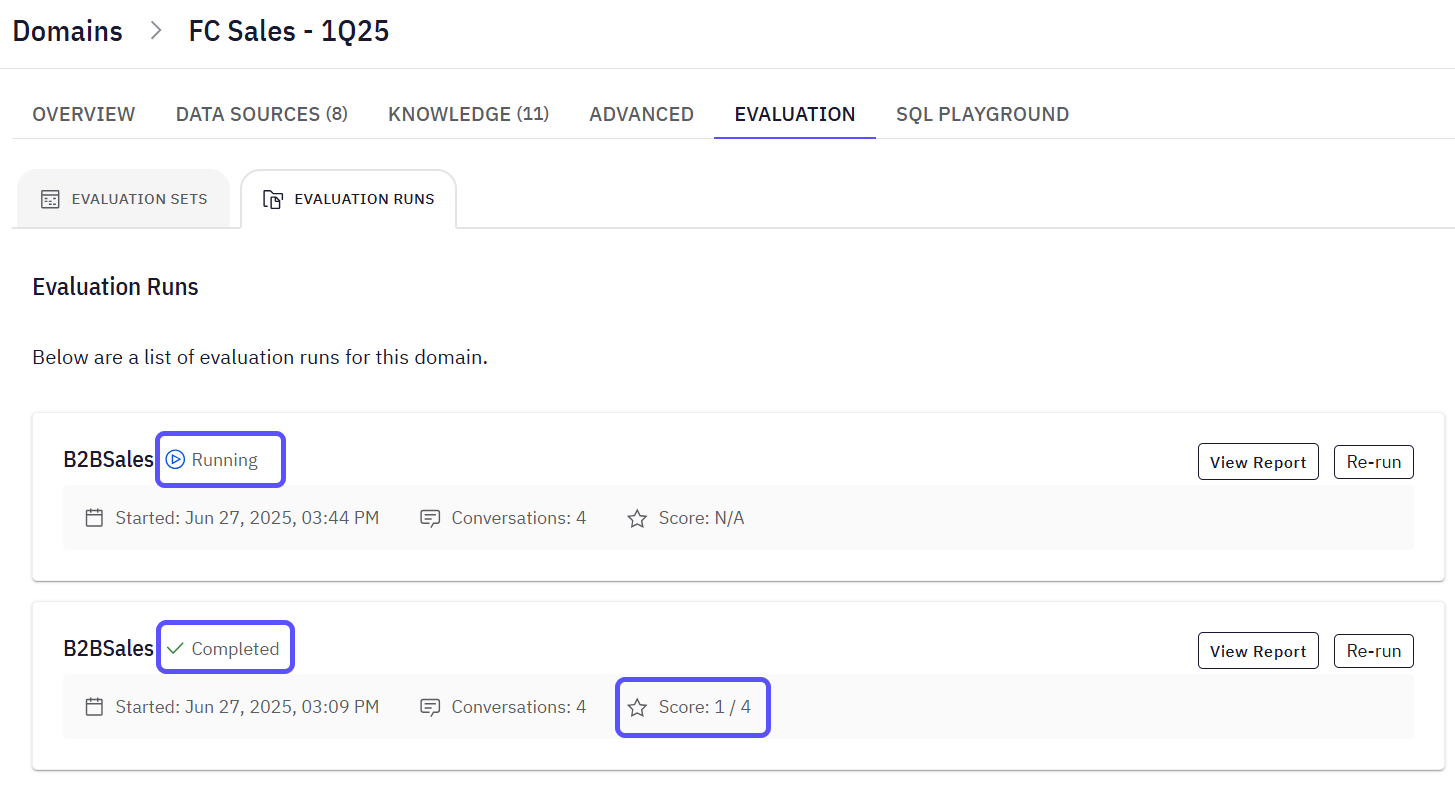 Domains > FC Sales - 1Q25
OVERVIEW DATA SOURCES (8) KNOWLEDGE (11) ADVANCED EVALUATION SQL PLAYGROUND
EVALUATION SETS EVALUATION RUNS
Evaluation Runs
Below are a list of evaluation runs for this domain.
B2BSales Running View Report Re-run
Started: Jun 27, 2025, 03:44 PM Conversations: 4 Score: N/A
B2BSales Completed View Report Re-run
Started: Jun 27, 2025, 03:09 PM Conversations: 4 Score: 1 / 4